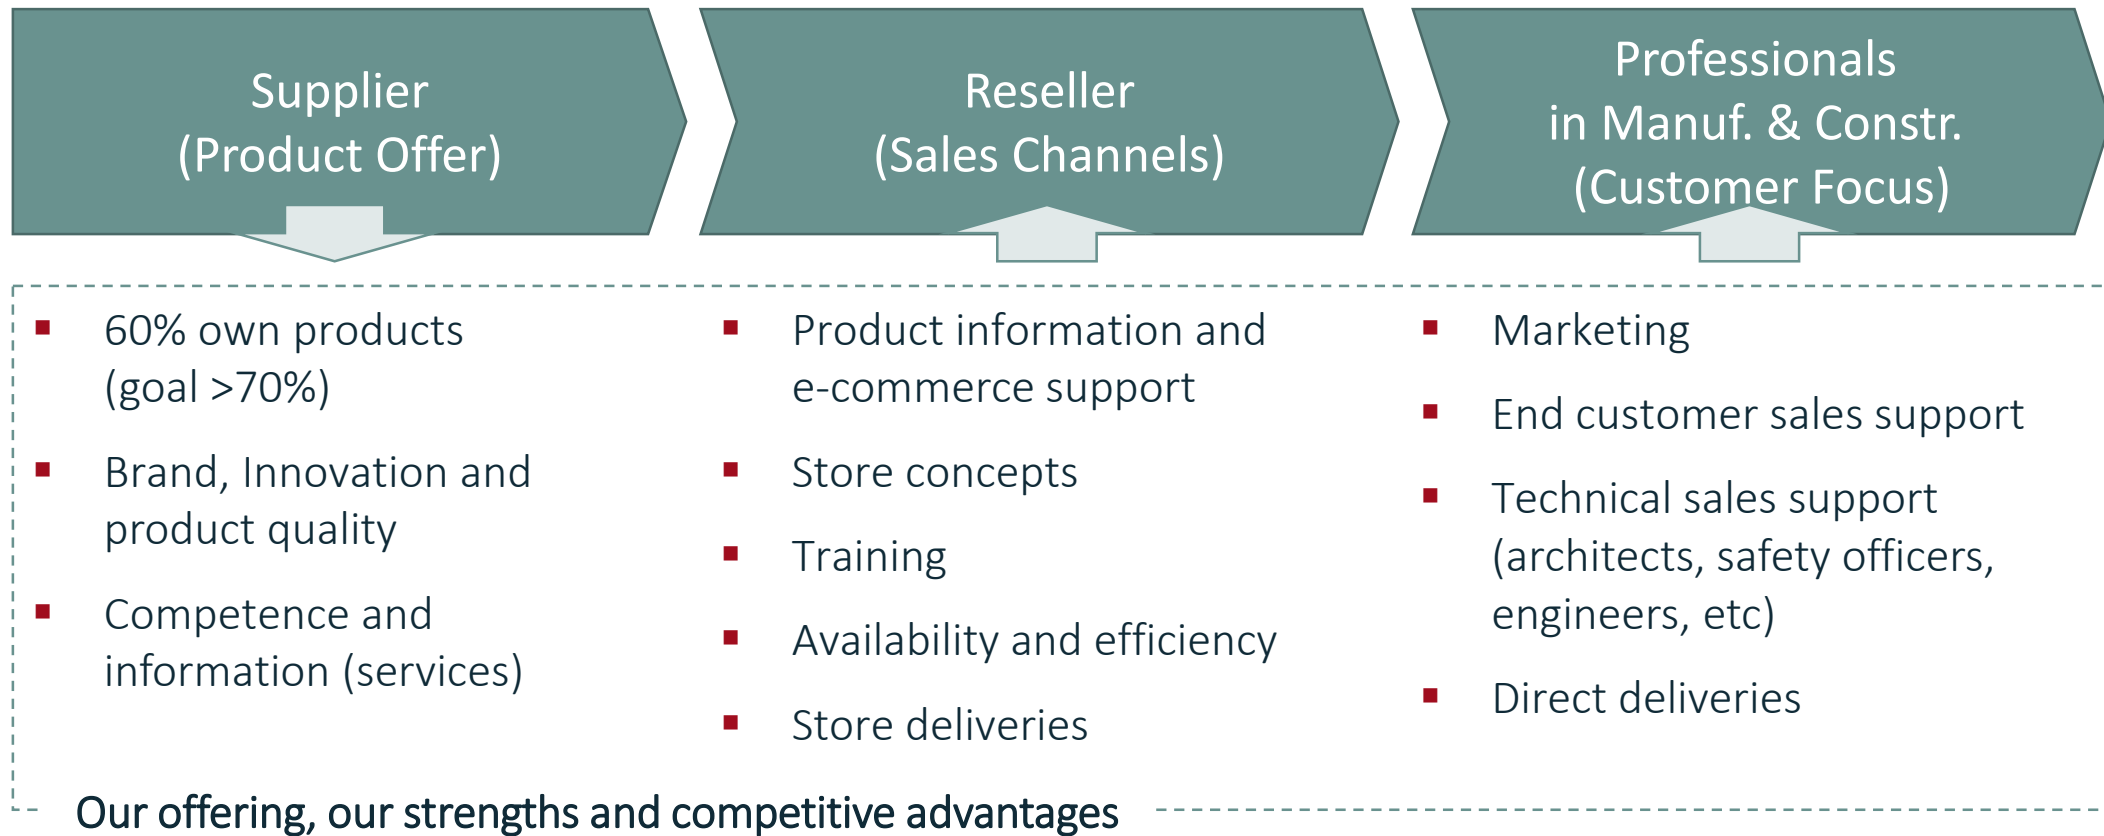 Supplier
(Product Offer)
Reseller
(Sales Channels)
Professionals
in Manuf. & Constr.
(Customer Focus)
60% own products
(goal >70%)
Brand, Innovation and
product quality
Competence and
information (services)
Product information and
e-commerce support
Store concepts
Training
Availability and efficiency
Store deliveries
Marketing
End customer sales support
Technical sales support
(architects, safety officers,
engineers, etc)
Direct deliveries
Our offering, our strengths and competitive advantages